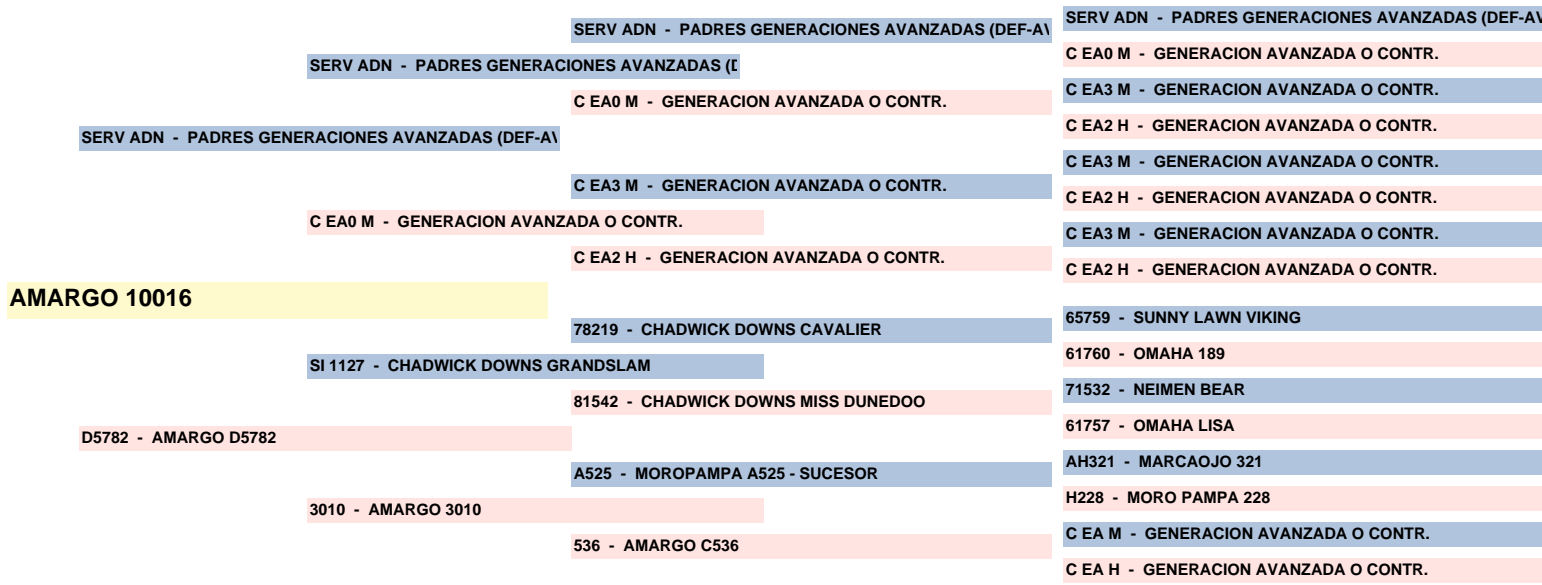 SERV ADN - PADRES GENERACIONES AVANZADAS (DEF-AV
SERV ADN - PADRES GENERACIONES AVANZADAS (DEF-AV
C EA0 M - GENERACION AVANZADA O CONTR.
SERV ADN - PADRES GENERACIONES AVANZADAS (D
C EA3 M - GENERACION AVANZADA O CONTR.
C EA0 M - GENERACION AVANZADA O CONTR.
C EA2 H - GENERACION AVANZADA O CONTR.
SERV ADN - PADRES GENERACIONES AVANZADAS (DEF-AV
C EA3 M - GENERACION AVANZADA O CONTR.
C EA3 M - GENERACION AVANZADA O CONTR.
C EA2 H - GENERACION AVANZADA O CONTR.
C EA0 M - GENERACION AVANZADA O CONTR.
C EA3 M - GENERACION AVANZADA O CONTR.
C EA2 H - GENERACION AVANZADA O CONTR.
C EA2 H - GENERACION AVANZADA O CONTR.
AMARGO 10016
65759 - SUNNY LAWN VIKING
78219 - CHADWICK DOWNS CAVALIER
61760 - OMAHA 189
SI 1127 - CHADWICK DOWNS GRANDSLAM
71532 - NEIMEN BEAR
81542 - CHADWICK DOWNS MISS DUNEDOO
61757 - OMAHA LISA
D5782 - AMARGO D5782
AH321 - MARCAOJO 321
A525 - MOROPAMPA A525 - SUCESOR
H228 - MORO PAMPA 228
3010 - AMARGO 3010
C EA M - GENERACION AVANZADA O CONTR.
536 - AMARGO C536
C EA H - GENERACION AVANZADA O CONTR.